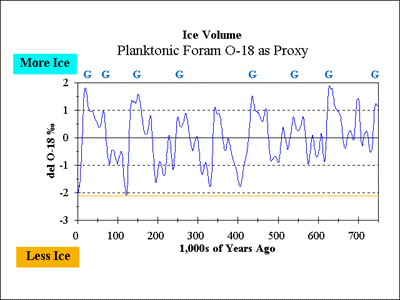 Ice Volume
Planktonic Foram O-18 as Proxy
More Ice
G G G G G G G G
2
1
0
-1
-2
-3
del O-18 ‰
0 100 200 300 400 500 600 700
1,000s of Years Ago
Less Ice